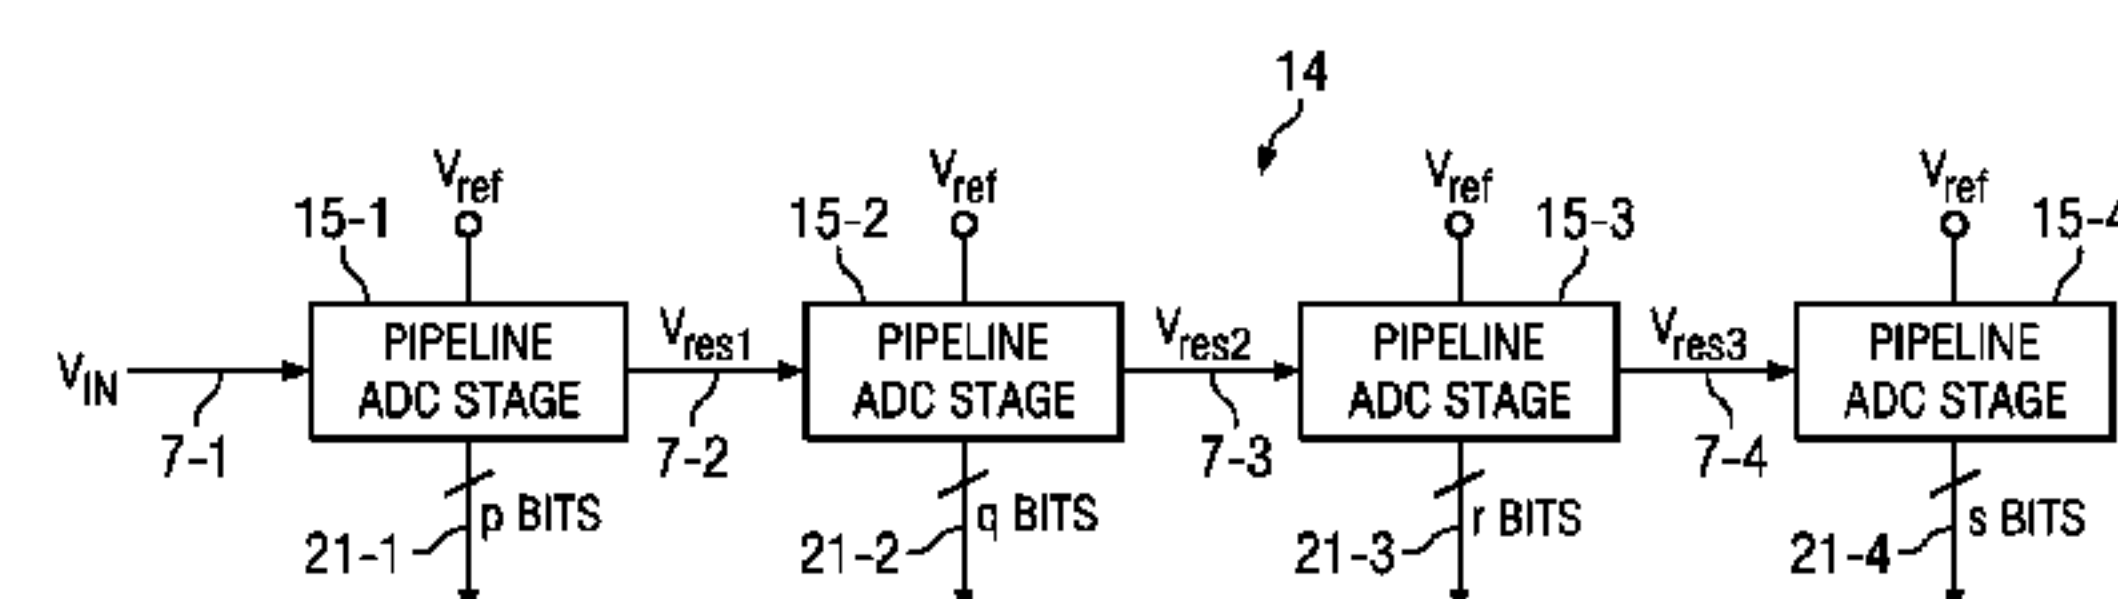 14
Vref Vref Vref Vref
15-1 15-2 15-3 15-4
VIN PIPELINE ADC STAGE Vres1 PIPELINE ADC STAGE Vres2 PIPELINE ADC STAGE Vres3 PIPELINE ADC STAGE
7-1 7-2 7-3 7-4
p BITS q BITS r BITS s BITS
21-1 21-2 21-3 21-4